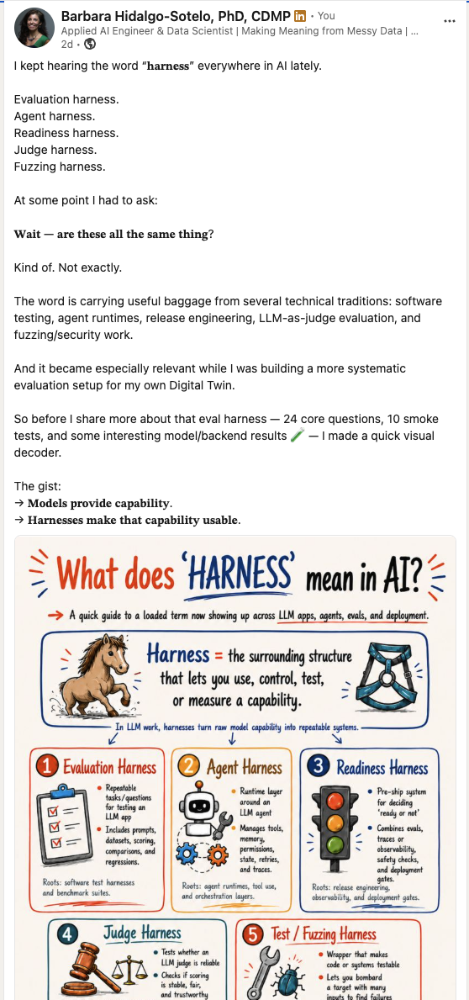 Barbara Hidalgo-Sotelo, PhD, CDMP in • You
Applied AI Engineer & Data Scientist | Making Meaning from Messy Data | ...
2d •
I kept hearing the word “harness” everywhere in AI lately.
Evaluation harness.
Agent harness.
Readiness harness.
Judge harness.
Fuzzing harness.
At some point I had to ask:
Wait — are these all the same thing?
Kind of. Not exactly.
The word is carrying useful baggage from several technical traditions: software
testing, agent runtimes, release engineering, LLM-as-judge evaluation, and
fuzzing/security work.
And it became especially relevant while I was building a more systematic
evaluation setup for my own Digital Twin.
So before I share more about that eval harness — 24 core questions, 10 smoke
tests, and some interesting model/backend results 🧪 — I made a quick visual
decoder.
The gist:
→ Models provide capability.
→ Harnesses make that capability usable.
What does ‘HARNESS’ mean in AI?
→ A quick guide to a loaded term now showing up across LLM apps, agents, evals, and deployment.
Harness = the surrounding structure
that lets you use, control, test,
or measure a capability.
In LLM work, harnesses turn raw model capability into repeatable systems.
1 Evaluation Harness
• Repeatable
tasks/questions
for testing an
LLM app
• Includes prompts,
datasets, scoring,
comparisons, and
regressions.
Roots: software test harnesses
and benchmark suites.
2 Agent Harness
• Runtime layer
around an
LLM agent
• Manages tools,
memory,
permissions,
state, retries,
and traces.
Roots: agent runtimes, tool use,
and orchestration layers.
3 Readiness Harness
• Pre-ship system
for deciding
‘ready or not’
• Combines evals,
traces or
observability,
safety checks,
and deployment
gates.
Roots: release engineering,
observability, and deployment gates.
4 Judge Harness
• Tests whether an
LLM judge is reliable
• Checks if scoring
is stable, fair,
and trustworthy
5 Test / Fuzzing Harness
• Wrapper that makes
code or systems testable
• Lets you bombard
a target with many
inputs to find failures